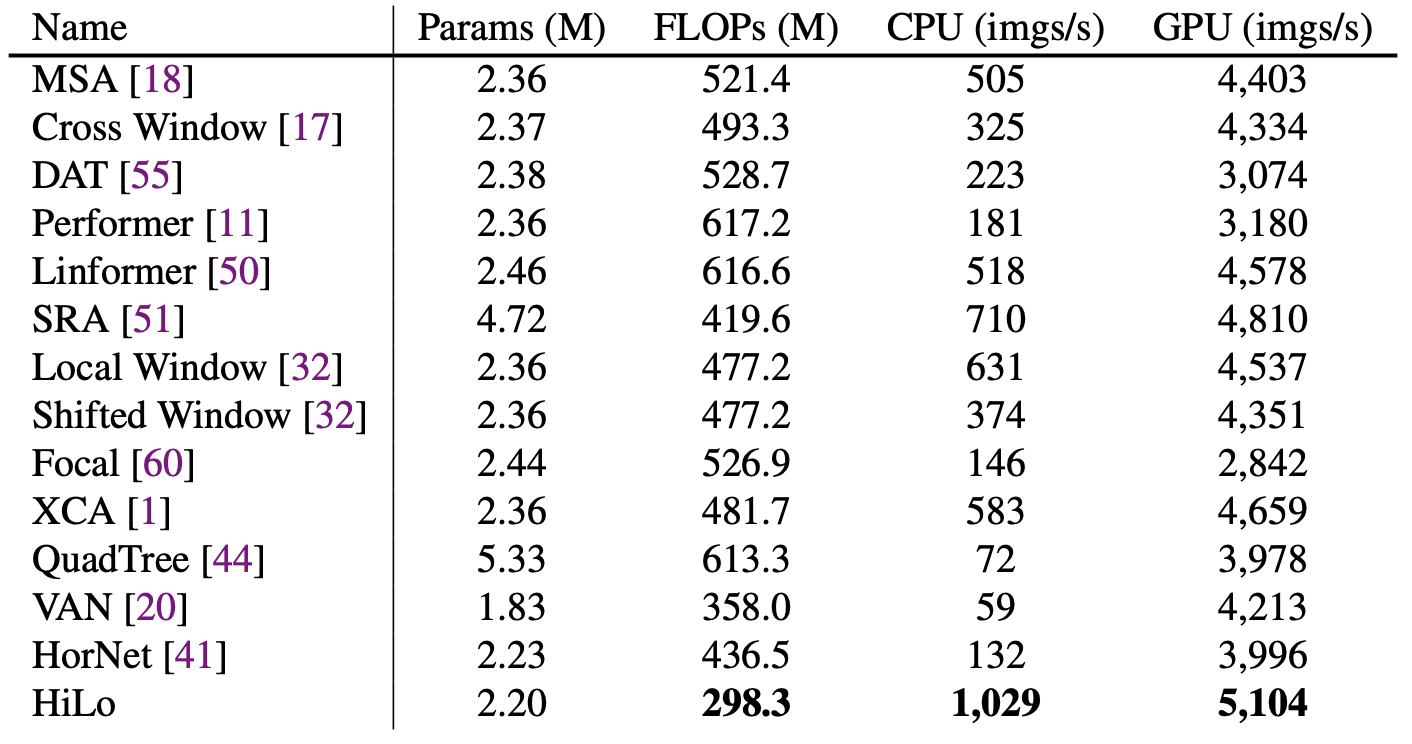 Name Params (M) FLOPs (M) CPU (imgs/s) GPU (imgs/s)
MSA [18] 2.36 521.4 505 4,403
Cross Window [17] 2.37 493.3 325 4,334
DAT [55] 2.38 528.7 223 3,074
Performer [11] 2.36 617.2 181 3,180
Linformer [50] 2.46 616.6 518 4,578
SRA [51] 4.72 419.6 710 4,810
Local Window [32] 2.36 477.2 631 4,537
Shifted Window [32] 2.36 477.2 374 4,351
Focal [60] 2.44 526.9 146 2,842
XCA [1] 2.36 481.7 583 4,659
QuadTree [44] 5.33 613.3 72 3,978
VAN [20] 1.83 358.0 59 4,213
HorNet [41] 2.23 436.5 132 3,996
HiLo 2.20 298.3 1,029 5,104